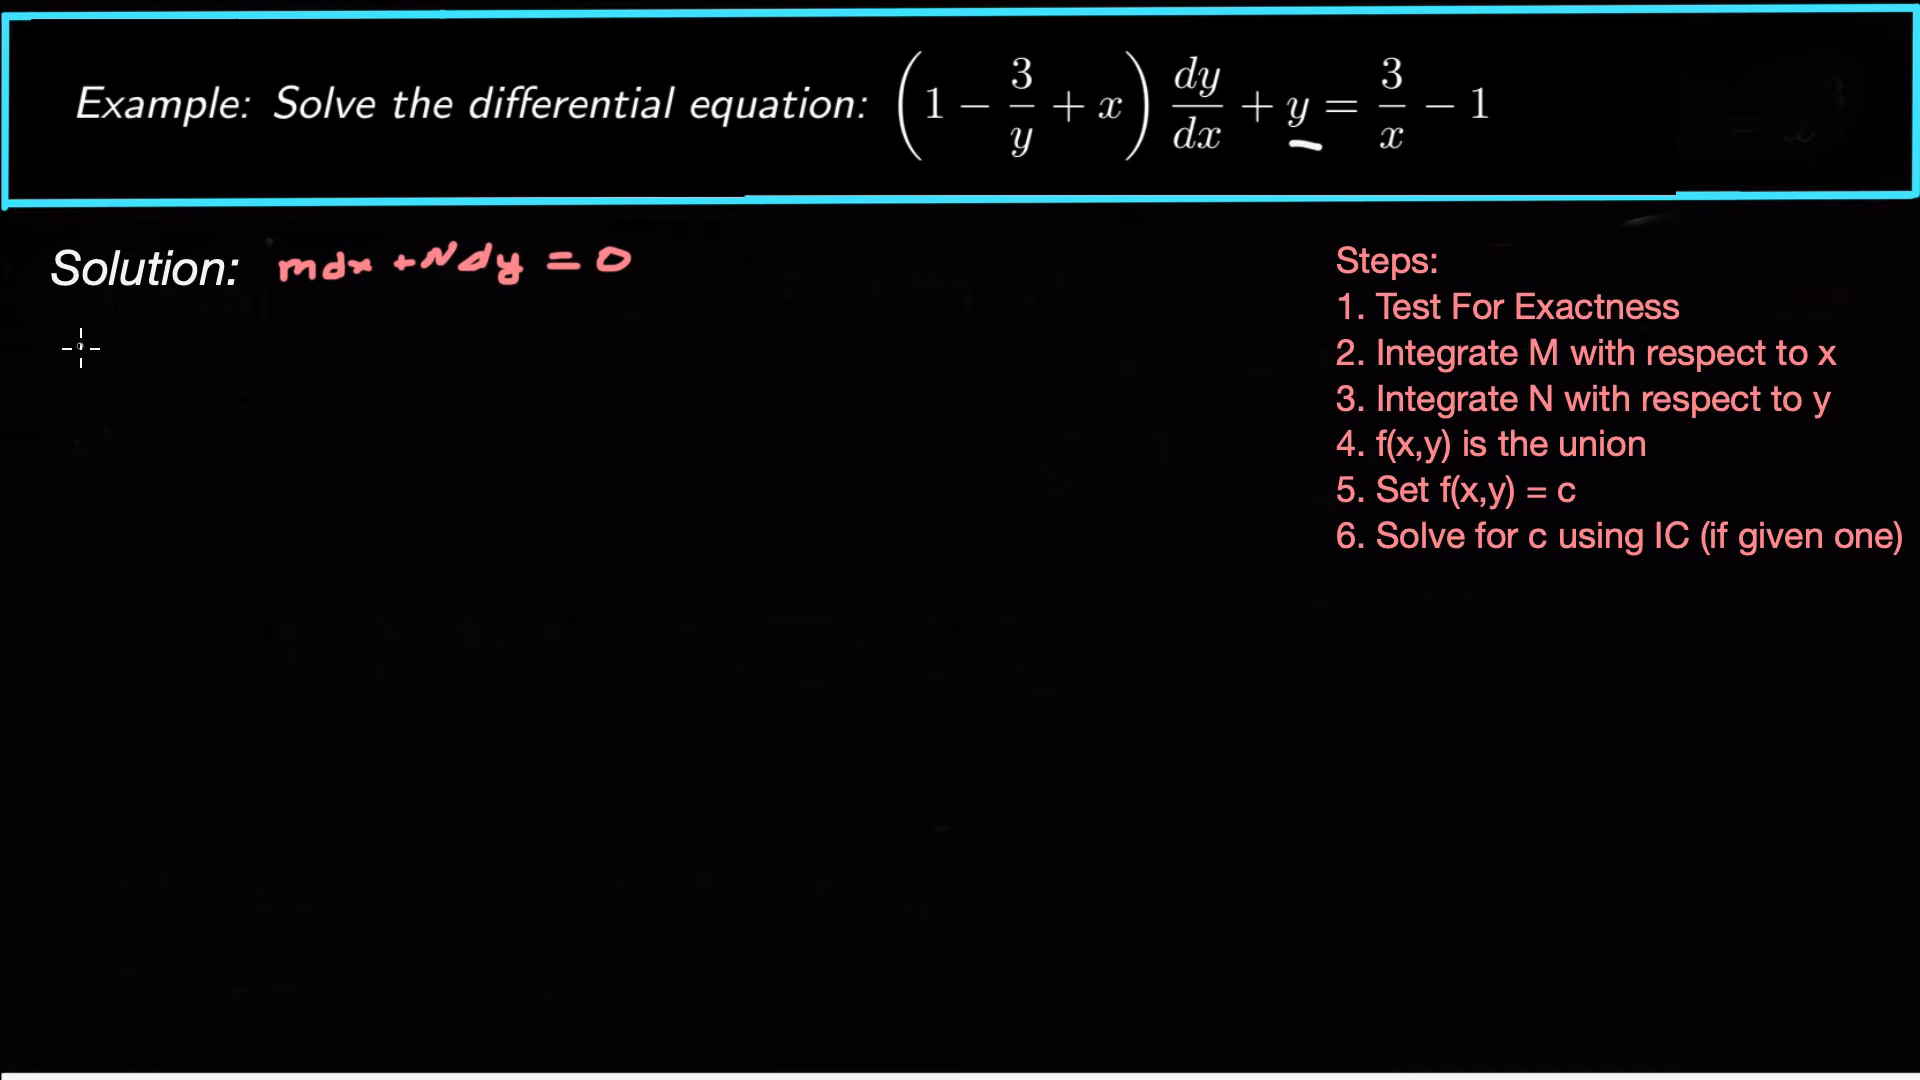 Example: Solve the differential equation: (1 − 3/y + x) dy/dx + y = 3/x − 1
Solution: mdx + Ndy = 0
Steps:
1. Test For Exactness
2. Integrate M with respect to x
3. Integrate N with respect to y
4. f(x,y) is the union
5. Set f(x,y) = c
6. Solve for c using IC (if given one)